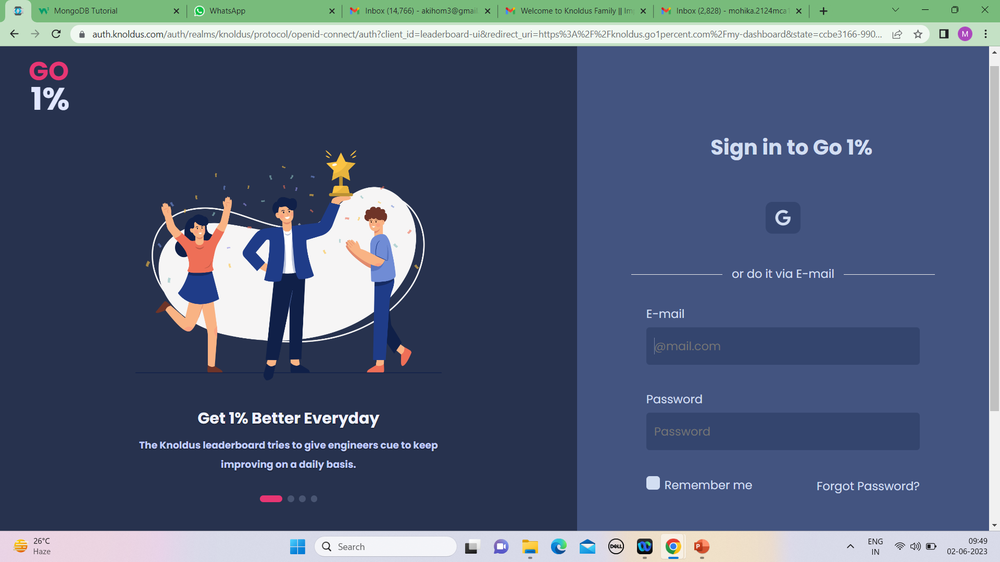 MongoDB Tutorial
WhatsApp
Inbox (14,766) - akihom3@gmail.
Welcome to Knoldus Family || Im
Inbox (2,828) - mohika.2124mca1
auth.knoldus.com/auth/realms/knoldus/protocol/openid-connect/auth?client_id=leaderboard-ui&redirect_uri=https%3A%2F%2Fknoldus.go1percent.com%2Fmy-dashboard&state=ccbe3166-990...
M
GO
1%
Get 1% Better Everyday
The Knoldus leaderboard tries to give engineers cue to keep
improving on a daily basis.
Sign in to Go 1%
G
or do it via E-mail
E-mail
@mail.com
Password
Password
Remember me
Forgot Password?
26°C
Haze
Search
DELL
ENG
IN
09:49
02-06-2023